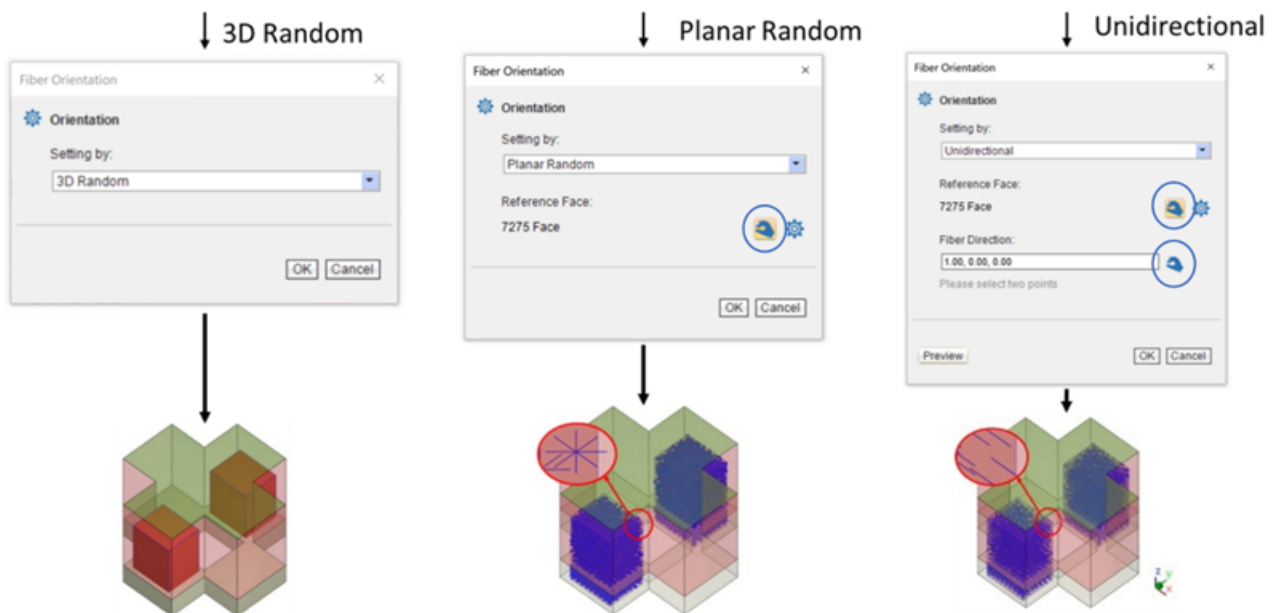 3D Random
Fiber Orientation
Orientation
Setting by:
3D Random
OK Cancel
Planar Random
Fiber Orientation
Orientation
Setting by:
Planar Random
Reference Face:
7275 Face
OK Cancel
Unidirectional
Fiber Orientation
Orientation
Setting by:
Unidirectional
Reference Face:
7275 Face
Fiber Direction:
1.00, 0.00, 0.00
Please select two points
Preview OK Cancel
z
y
x